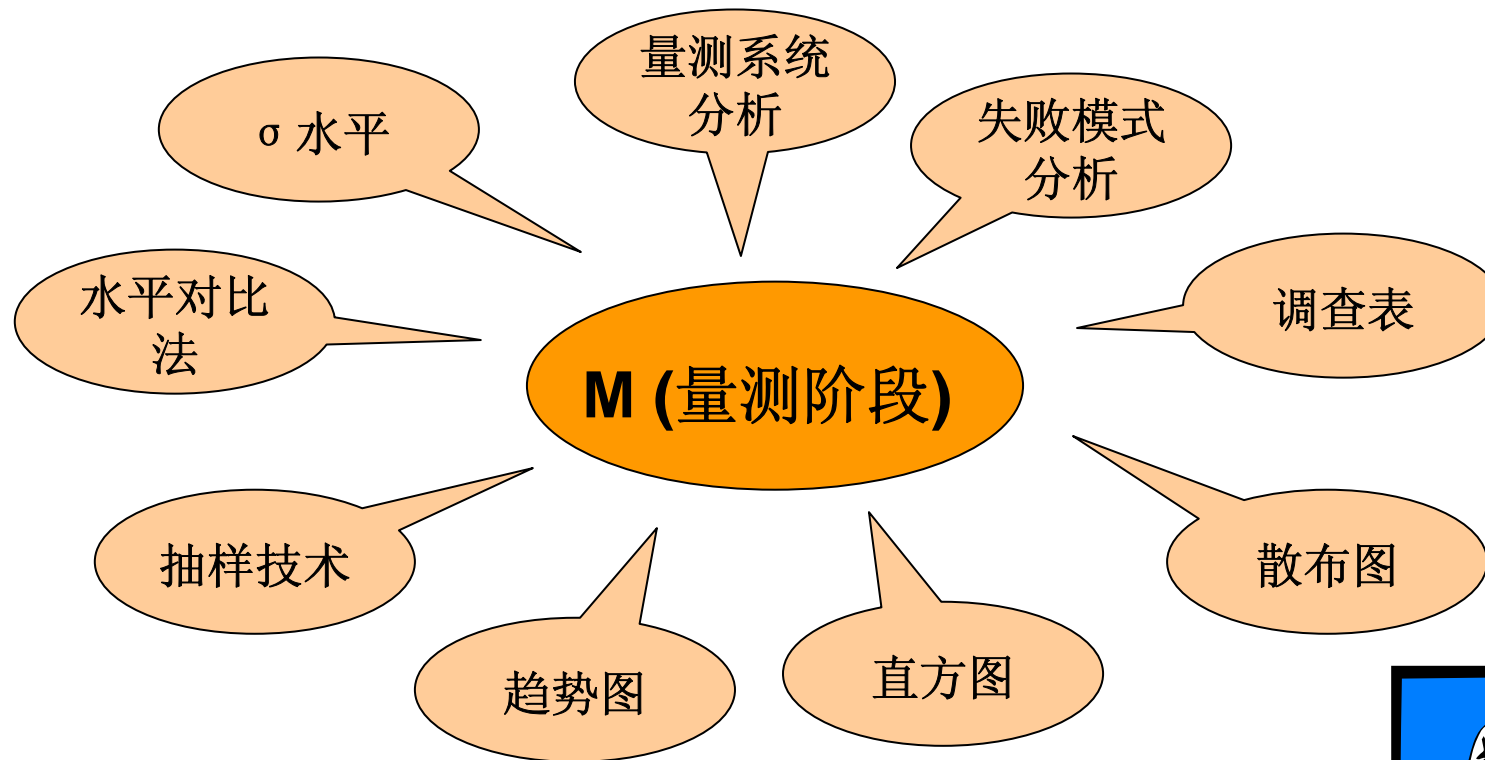 量测系统
分析
σ 水平
失败模式
分析
水平对比
法
调查表
M (量测阶段)
抽样技术
散布图
趋势图
直方图